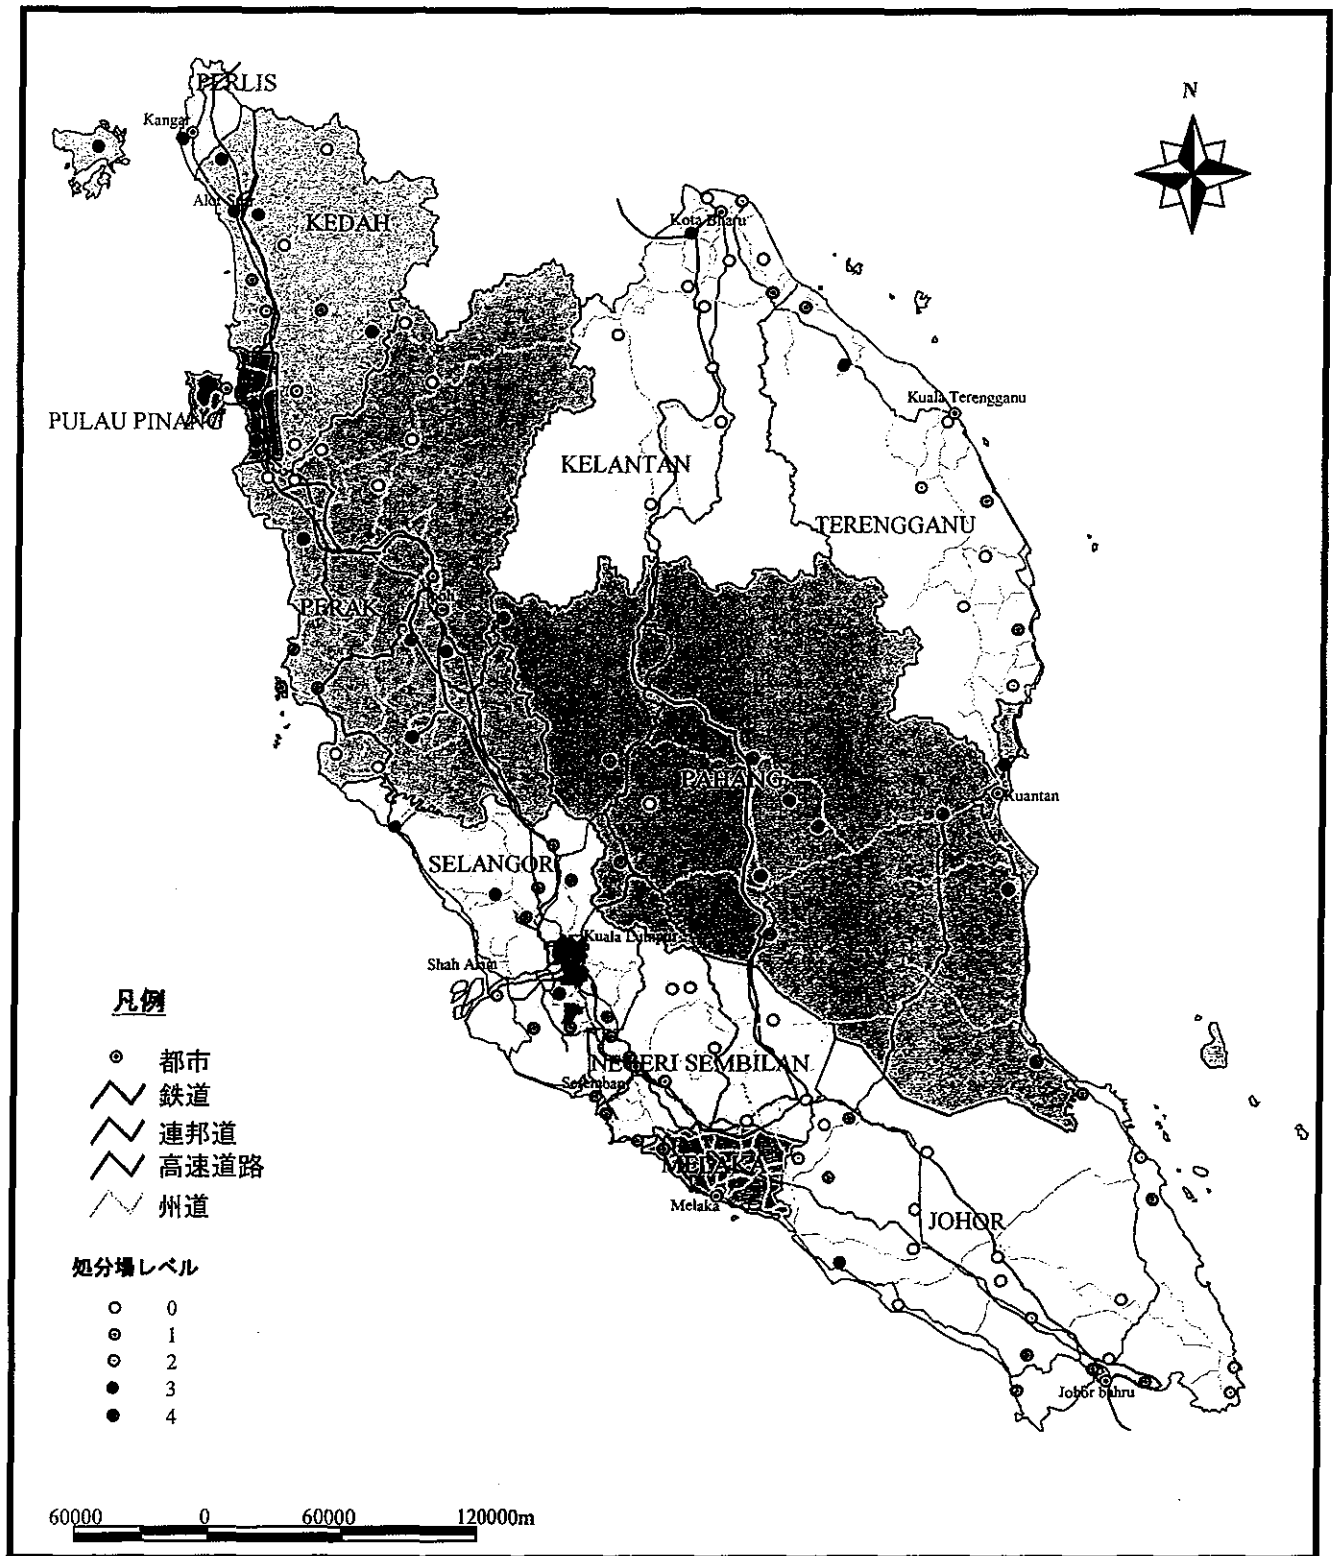 PERLIS
N
Kangar
Alor Setar
KEDAH
Kota Bharu
PULAU PINANG
Kuala Terengganu
KELANTAN
TERENGGANU
PERAK
Ipoh
PAHANG
Kuantan
SELANGOR
Kuala Lumpur
Shah Alam
凡例
都市
鉄道
連邦道
高速道路
州道
NEGERI SEMBILAN
Seremban
MELAKA
Melaka
JOHOR
Johor bahru
処分場レベル
0
1
2
3
4
60000 0 60000 120000m